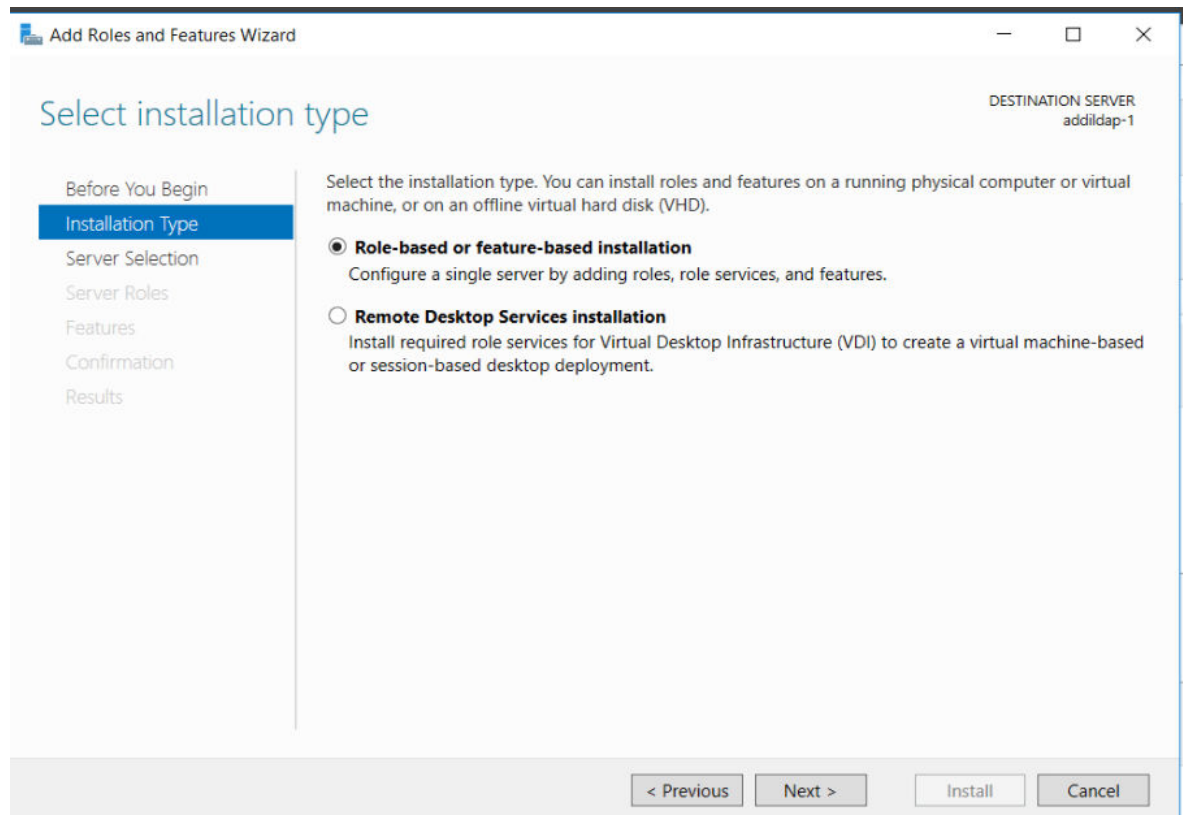 Add Roles and Features Wizard
Select installation type
DESTINATION SERVER
addildap-1
Before You Begin
Installation Type
Server Selection
Server Roles
Features
Confirmation
Results
Select the installation type. You can install roles and features on a running physical computer or virtual
machine, or on an offline virtual hard disk (VHD).
Role-based or feature-based installation
Configure a single server by adding roles, role services, and features.
Remote Desktop Services installation
Install required role services for Virtual Desktop Infrastructure (VDI) to create a virtual machine-based
or session-based desktop deployment.
< Previous
Next >
Install
Cancel